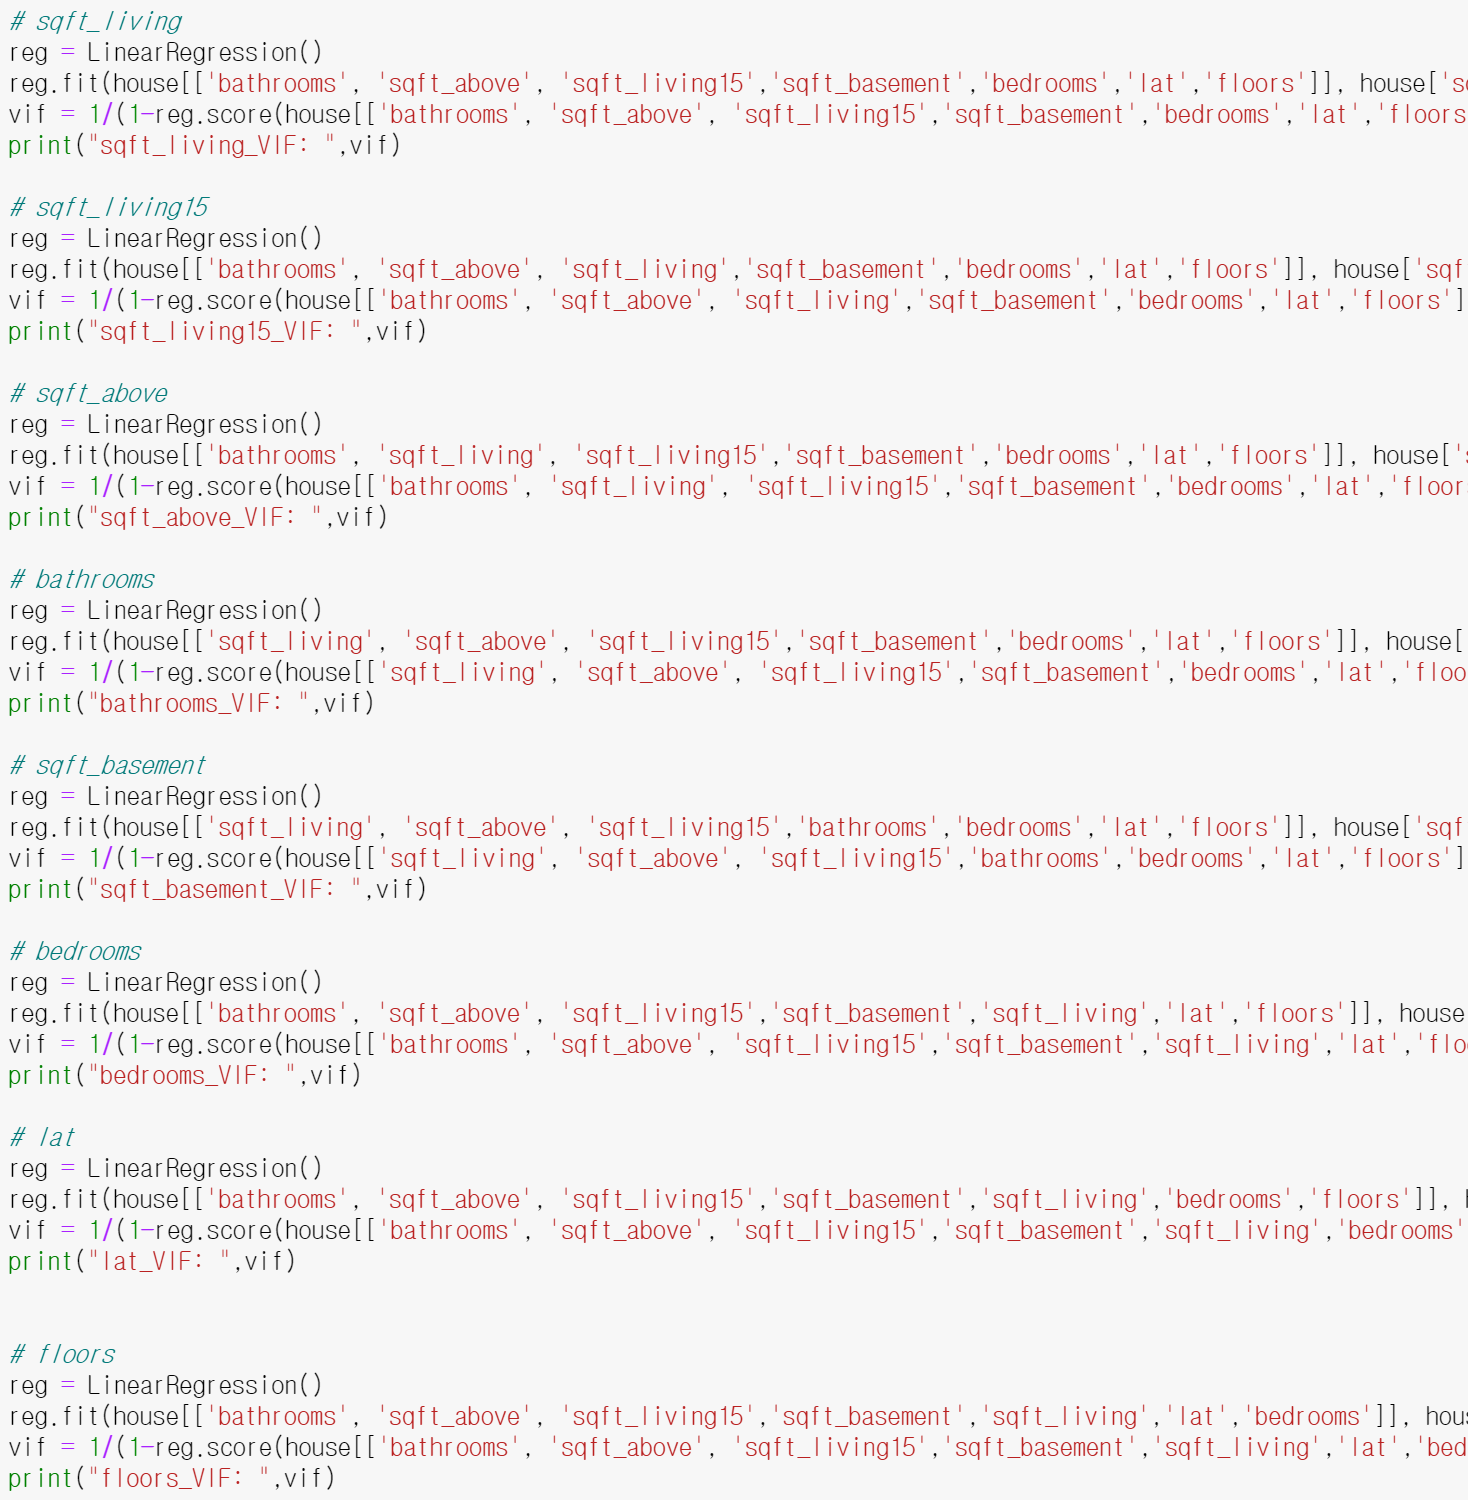 # sqft_living
reg = LinearRegression()
reg.fit(house[['bathrooms', 'sqft_above', 'sqft_living15','sqft_basement','bedrooms','lat','floors']], house['s
vif = 1/(1-reg.score(house[['bathrooms', 'sqft_above', 'sqft_living15','sqft_basement','bedrooms','lat','floors
print("sqft_living_VIF: ",vif)
# sqft_living15
reg = LinearRegression()
reg.fit(house[['bathrooms', 'sqft_above', 'sqft_living','sqft_basement','bedrooms','lat','floors']], house['sqf
vif = 1/(1-reg.score(house[['bathrooms', 'sqft_above', 'sqft_living','sqft_basement','bedrooms','lat','floors']
print("sqft_living15_VIF: ",vif)
# sqft_above
reg = LinearRegression()
reg.fit(house[['bathrooms', 'sqft_living', 'sqft_living15','sqft_basement','bedrooms','lat','floors']], house['s
vif = 1/(1-reg.score(house[['bathrooms', 'sqft_living', 'sqft_living15','sqft_basement','bedrooms','lat','floor
print("sqft_above_VIF: ",vif)
# bathrooms
reg = LinearRegression()
reg.fit(house[['sqft_living', 'sqft_above', 'sqft_living15','sqft_basement','bedrooms','lat','floors']], house[
vif = 1/(1-reg.score(house[['sqft_living', 'sqft_above', 'sqft_living15','sqft_basement','bedrooms','lat','floo
print("bathrooms_VIF: ",vif)
# sqft_basement
reg = LinearRegression()
reg.fit(house[['sqft_living', 'sqft_above', 'sqft_living15','bathrooms','bedrooms','lat','floors']], house['sqf
vif = 1/(1-reg.score(house[['sqft_living', 'sqft_above', 'sqft_living15','bathrooms','bedrooms','lat','floors']
print("sqft_basement_VIF: ",vif)
# bedrooms
reg = LinearRegression()
reg.fit(house[['bathrooms', 'sqft_above', 'sqft_living15','sqft_basement','sqft_living','lat','floors']], house
vif = 1/(1-reg.score(house[['bathrooms', 'sqft_above', 'sqft_living15','sqft_basement','sqft_living','lat','flo
print("bedrooms_VIF: ",vif)
# lat
reg = LinearRegression()
reg.fit(house[['bathrooms', 'sqft_above', 'sqft_living15','sqft_basement','sqft_living','bedrooms','floors']], h
vif = 1/(1-reg.score(house[['bathrooms', 'sqft_above', 'sqft_living15','sqft_basement','sqft_living','bedrooms'
print("lat_VIF: ",vif)
# floors
reg = LinearRegression()
reg.fit(house[['bathrooms', 'sqft_above', 'sqft_living15','sqft_basement','sqft_living','lat','bedrooms']], hou
vif = 1/(1-reg.score(house[['bathrooms', 'sqft_above', 'sqft_living15','sqft_basement','sqft_living','lat','bed
print("floors_VIF: ",vif)